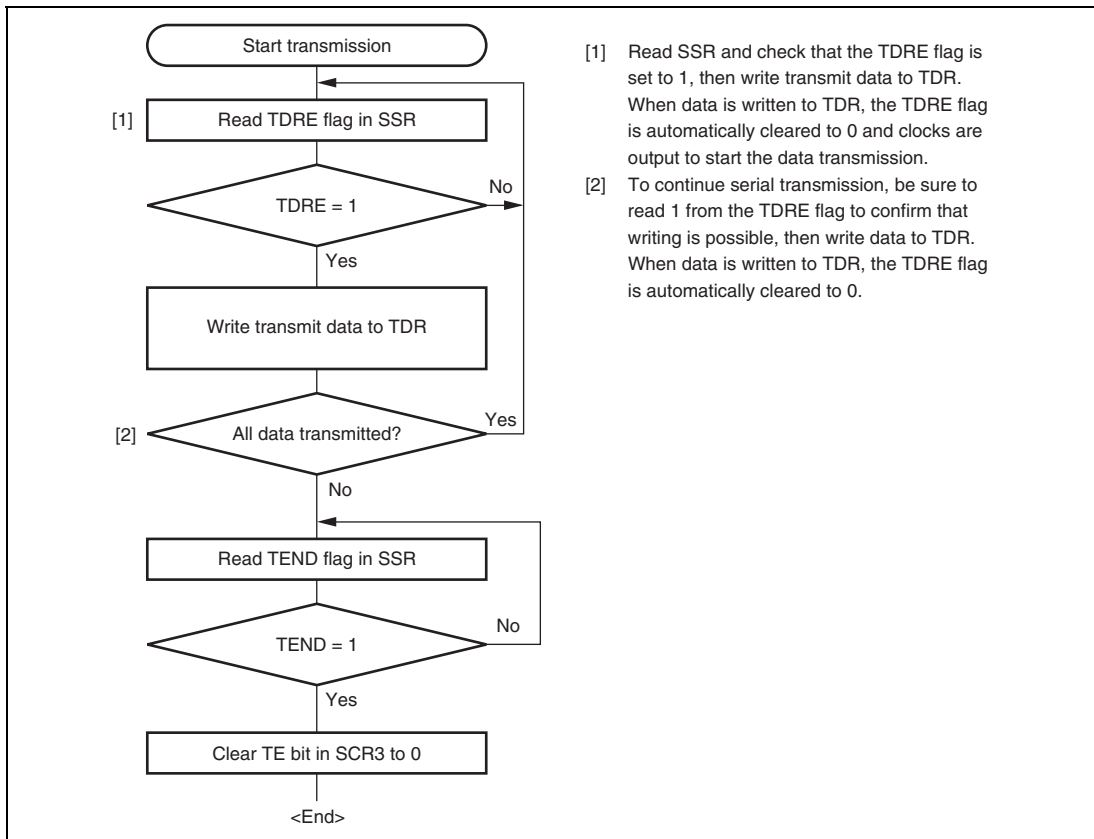 Start transmission
[1]
Read TDRE flag in SSR
TDRE = 1
No
Yes
Write transmit data to TDR
[2]
All data transmitted?
Yes
No
Read TEND flag in SSR
TEND = 1
No
Yes
Clear TE bit in SCR3 to 0
<End>
[1] Read SSR and check that the TDRE flag is
set to 1, then write transmit data to TDR.
When data is written to TDR, the TDRE flag
is automatically cleared to 0 and clocks are
output to start the data transmission.
[2] To continue serial transmission, be sure to
read 1 from the TDRE flag to confirm that
writing is possible, then write data to TDR.
When data is written to TDR, the TDRE flag
is automatically cleared to 0.